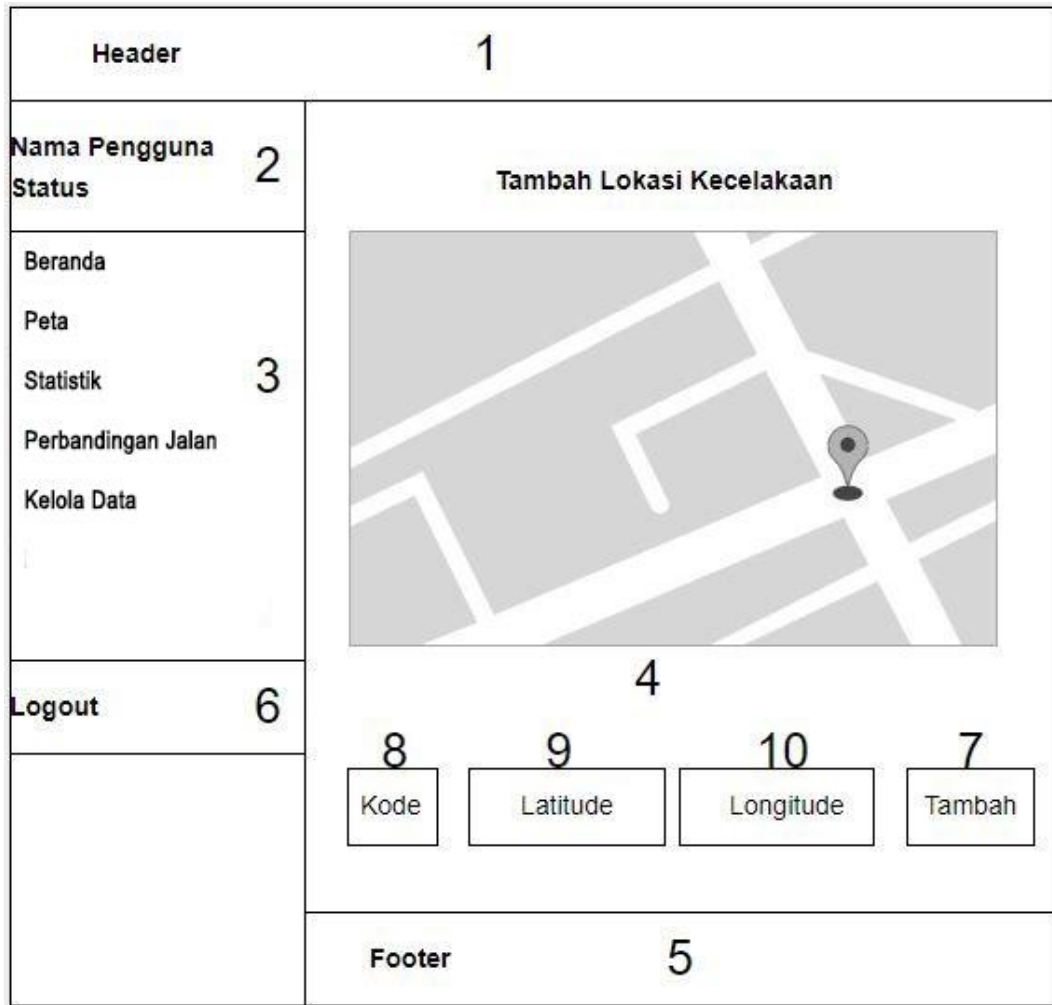 Header 1
Nama Pengguna
Status 2
Beranda
Peta
Statistik 3
Perbandingan Jalan
Kelola Data
Logout 6
Tambah Lokasi Kecelakaan
4
8 9 10 7
Kode Latitude Longitude Tambah
Footer 5